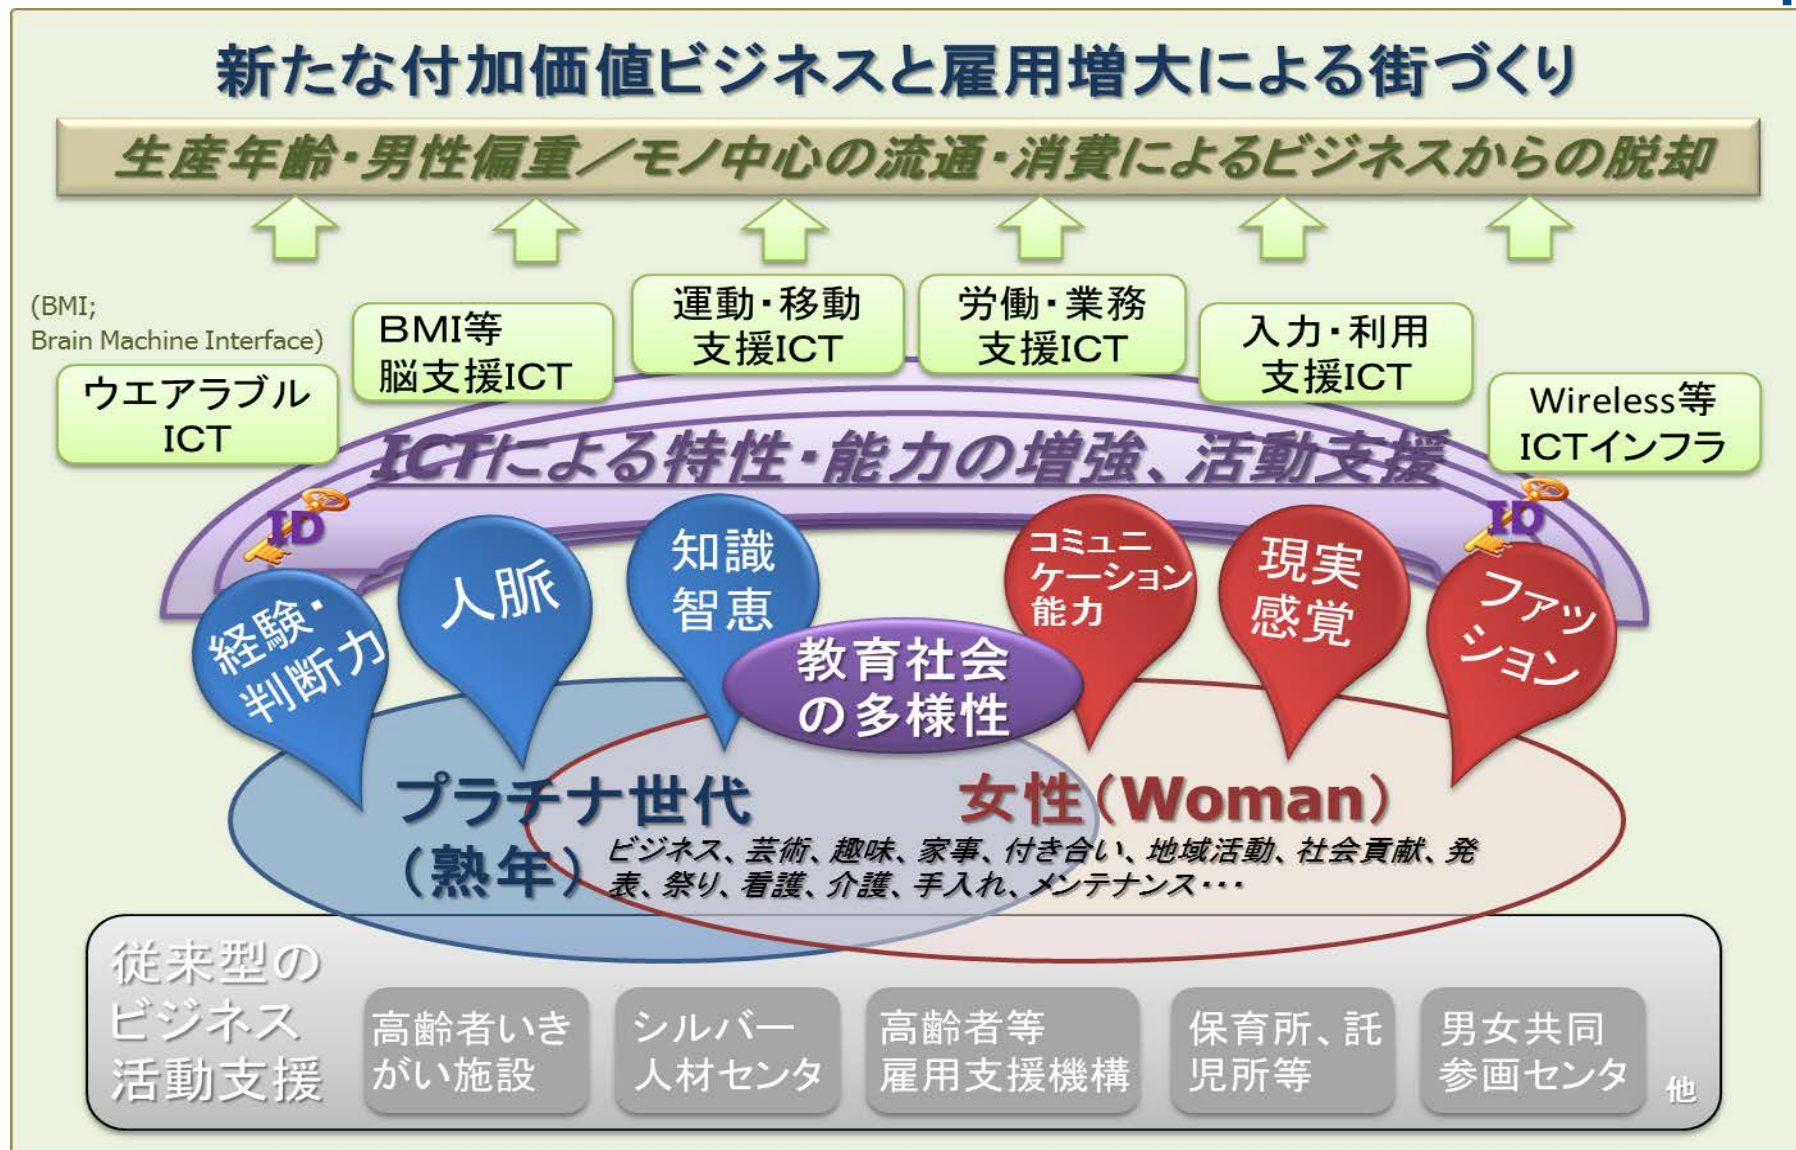 新たな付加価値ビジネスと雇用増大による街づくり
生産年齢・男性偏重／モノ中心の流通・消費によるビジネスからの脱却
(BMI;
Brain Machine Interface)
ウエアラブル
ICT
BMI等
脳支援ICT
運動・移動
支援ICT
労働・業務
支援ICT
入力・利用
支援ICT
Wireless等
ICTインフラ
ICTによる特性・能力の増強、活動支援
ID
ID
経験・
判断力
人脈
知識
智恵
コミュニ
ケーション
能力
現実
感覚
ファッ
ション
教育社会
の多様性
プラチナ世代
（熟年）
女性（Woman）
ビジネス、芸術、趣味、家事、付き合い、地域活動、社会貢献、発
表、祭り、看護、介護、手入れ、メンテナンス・・・
従来型の
ビジネス
活動支援
高齢者いき
がい施設
シルバー
人材センタ
高齢者等
雇用支援機構
保育所、託
児所等
男女共同
参画センタ
他